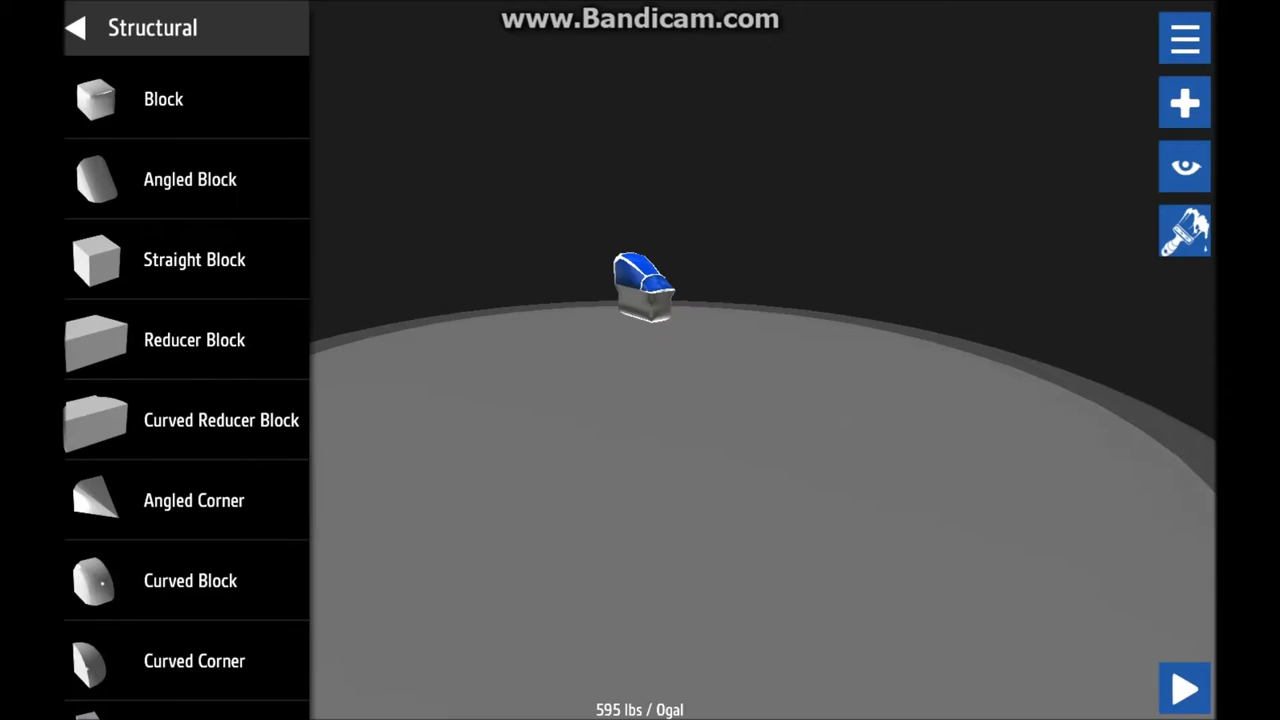 www.Bandicam.com
Structural
Block
Angled Block
Straight Block
Reducer Block
Curved Reducer Block
Angled Corner
Curved Block
Curved Corner
595 lbs / 0gal